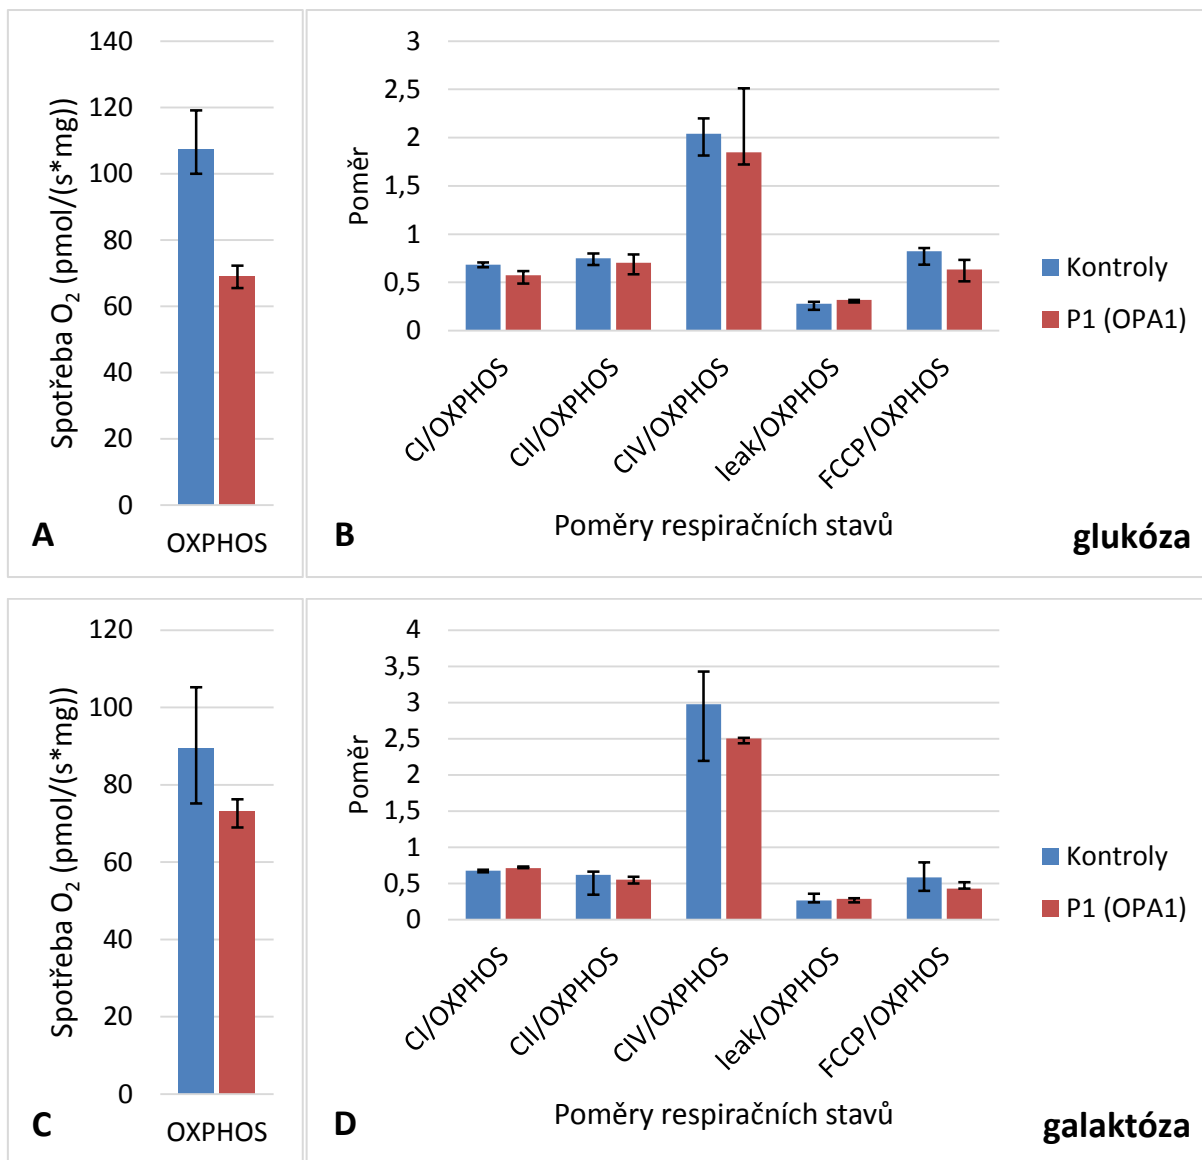 140
120
100
80
60
40
20
0
Spotřeba O₂ (pmol/(s*mg))
OXPHOS
A
3
2,5
2
1,5
1
0,5
0
Poměr
CI/OXPHOS
CII/OXPHOS
CIV/OXPHOS
leak/OXPHOS
FCCP/OXPHOS
Poměry respiračních stavů
B
Kontroly
P1 (OPA1)
glukóza
120
100
80
60
40
20
0
Spotřeba O₂ (pmol/(s*mg))
OXPHOS
C
4
3,5
3
2,5
2
1,5
1
0,5
0
Poměr
CI/OXPHOS
CII/OXPHOS
CIV/OXPHOS
leak/OXPHOS
FCCP/OXPHOS
Poměry respiračních stavů
D
Kontroly
P1 (OPA1)
galaktóza